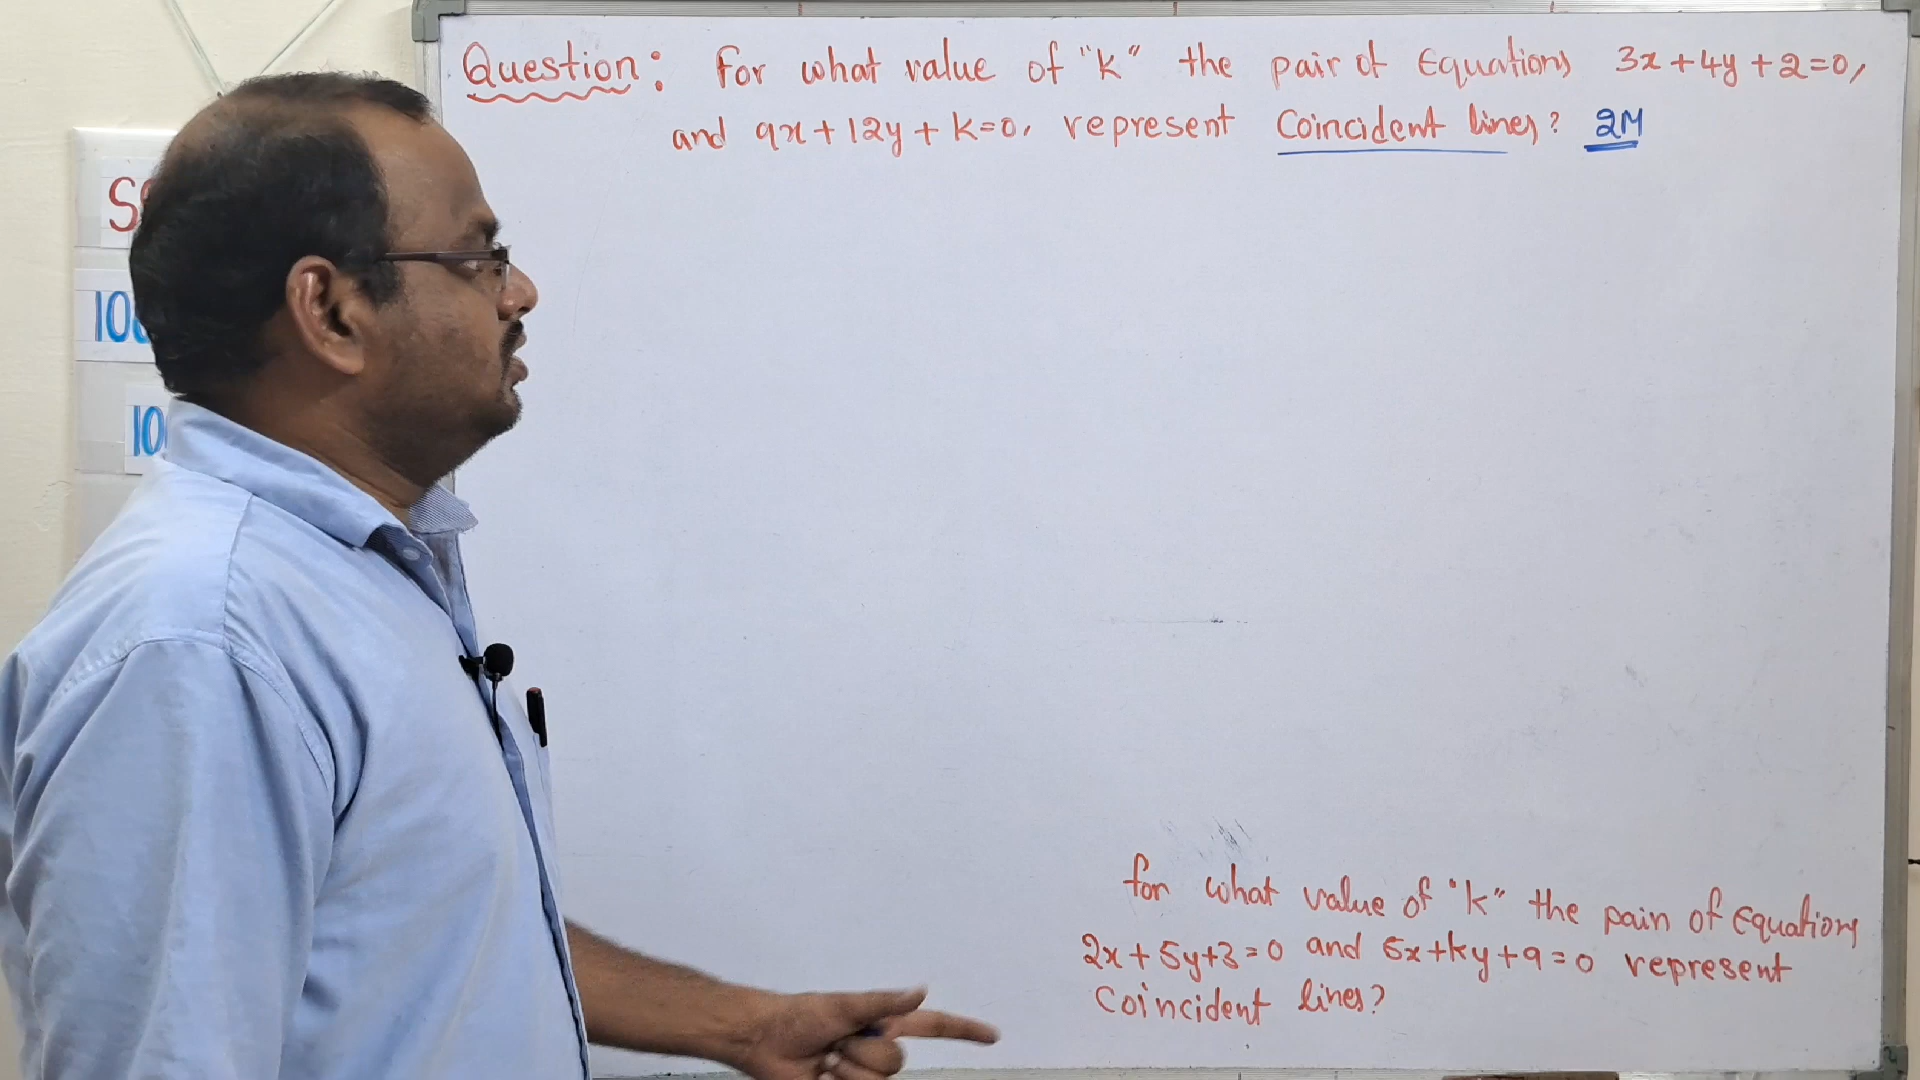 Question: For what value of "k" the pair of Equations 3x+4y+2=0,
and 9x+12y+k=0, represent Coincident lines? 2M
10
for what value of "k" the pair of Equations
2x+5y+3=0 and 6x+ky+9=0 represent
Coincident lines?